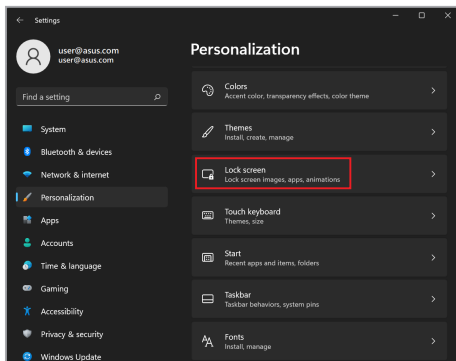 Settings
user@asus.com
user@asus.com
Find a setting
System
Bluetooth & devices
Network & internet
Personalization
Apps
Accounts
Time & language
Gaming
Accessibility
Privacy & security
Windows Update
Personalization
Colors
Accent color, transparency effects, color theme
Themes
Install, create, manage
Lock screen
Lock screen images, apps, animations
Touch keyboard
Themes, size
Start
Recent apps and items, folders
Taskbar
Taskbar behaviors, system pins
Fonts
Install, manage